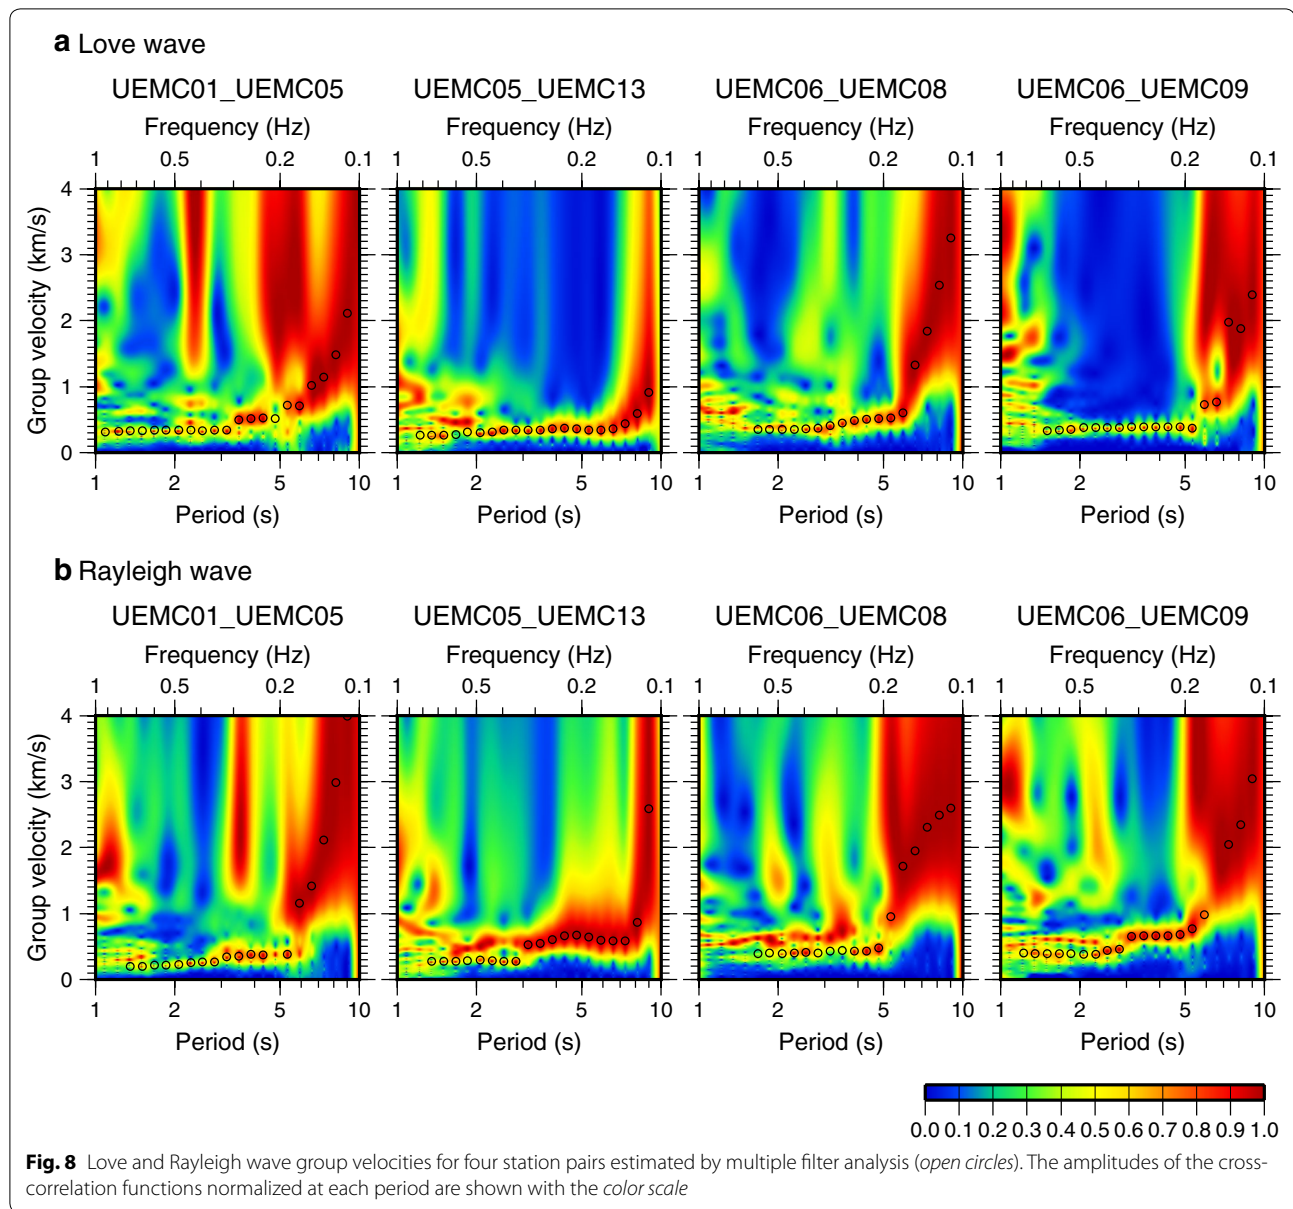 a Love wave
UEMC01_UEMC05 UEMC05_UEMC13 UEMC06_UEMC08 UEMC06_UEMC09
Frequency (Hz) Frequency (Hz) Frequency (Hz) Frequency (Hz)
1 0.5 0.2 0.1 1 0.5 0.2 0.1 1 0.5 0.2 0.1 1 0.5 0.2 0.1
4
3
2
1
0
Group velocity (km/s)
1 2 5 10 1 2 5 10 1 2 5 10 1 2 5 10
Period (s) Period (s) Period (s) Period (s)
b Rayleigh wave
UEMC01_UEMC05 UEMC05_UEMC13 UEMC06_UEMC08 UEMC06_UEMC09
Frequency (Hz) Frequency (Hz) Frequency (Hz) Frequency (Hz)
1 0.5 0.2 0.1 1 0.5 0.2 0.1 1 0.5 0.2 0.1 1 0.5 0.2 0.1
4
3
2
1
0
Group velocity (km/s)
1 2 5 10 1 2 5 10 1 2 5 10 1 2 5 10
Period (s) Period (s) Period (s) Period (s)
0.0 0.1 0.2 0.3 0.4 0.5 0.6 0.7 0.8 0.9 1.0
Fig. 8 Love and Rayleigh wave group velocities for four station pairs estimated by multiple filter analysis (open circles). The amplitudes of the cross-
correlation functions normalized at each period are shown with the color scale